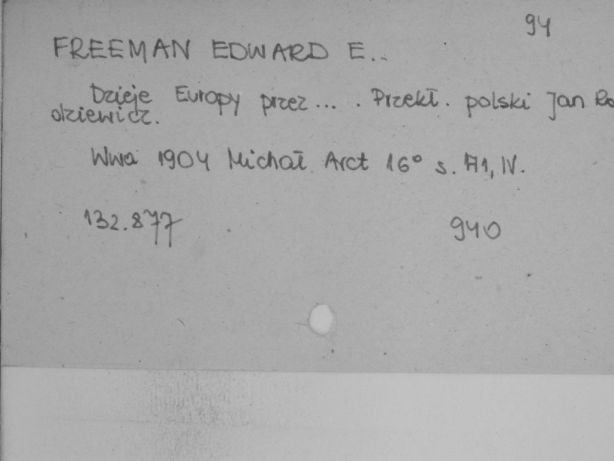 94
FREEMAN EDWARD E..
Dzieje Europy przez ... . Przekł. polski Jan Ro
dziewicz.
Wwa 1904 Michał Arct 16° s. 171, IV.
132.877 940